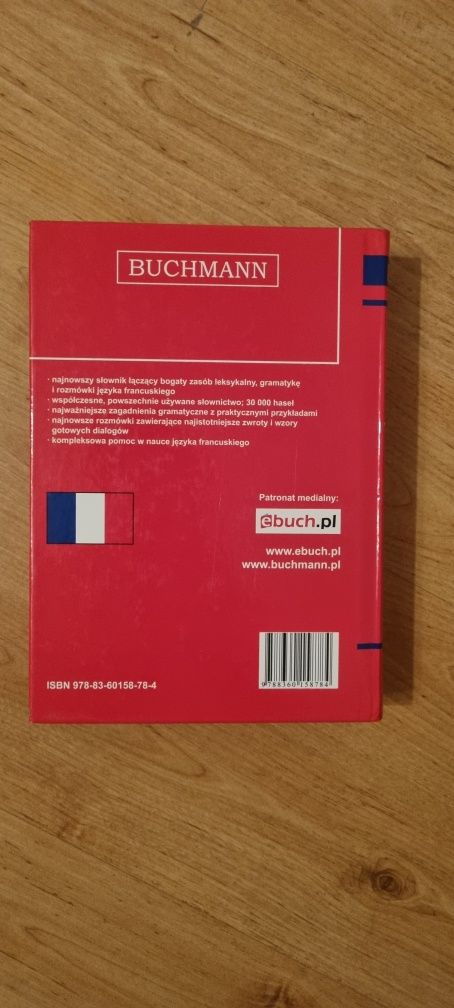 BUCHMANN
· najnowszy słownik łączący bogaty zasób leksykalny, gramatykę
i rozmówki języka francuskiego
· współczesne, powszechnie używane słownictwo; 30 000 haseł
· najważniejsze zagadnienia gramatyczne z praktycznymi przykładami
· najnowsze rozmówki zawierające najistotniejsze zwroty i wzory
gotowych dialogów
· kompleksowa pomoc w nauce języka francuskiego
Patronat medialny:
ebuch.pl
www.ebuch.pl
www.buchmann.pl
ISBN 978-83-60158-78-4
9 788360 158784